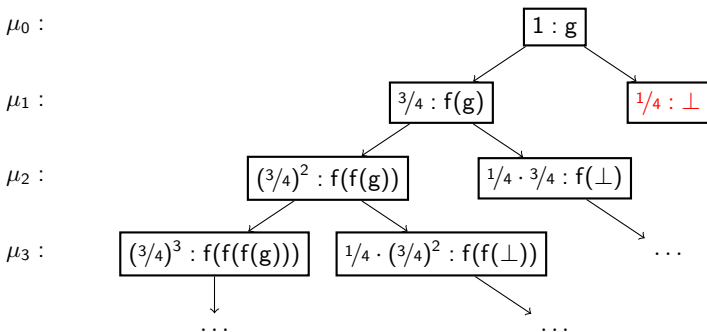 μ₀ : 1 : g
μ₁ : 3/4 : f(g) 1/4 : ⊥
μ₂ : (3/4)² : f(f(g)) 1/4 · 3/4 : f(⊥)
μ₃ : (3/4)³ : f(f(f(g))) 1/4 · (3/4)² : f(f(⊥)) ...
... ...